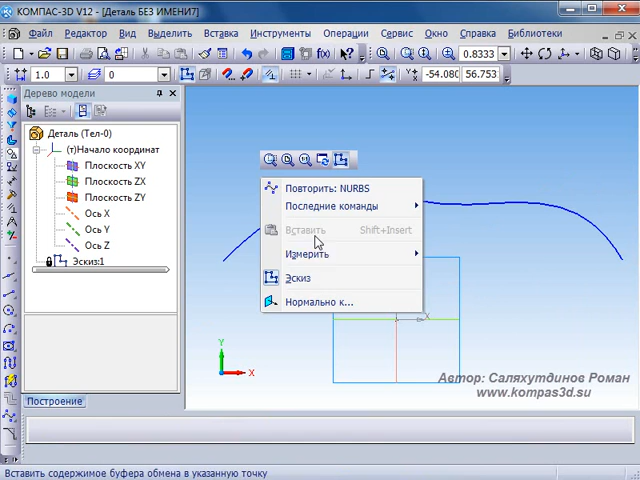 КОМПАС-3D V12 - [Деталь БЕЗ ИМЕНИ7]
Файл Редактор Вид Выделить Вставка Инструменты Операции Сервис Окно Справка Библиотеки
0.8333
1.0 0 -54.080 56.753
Дерево модели
Деталь (Тел-0)
(т)Начало координат
Плоскость XY
Плоскость ZX
Плоскость ZY
Ось X
Ось Y
Ось Z
Эскиз:1
Построение
Повторить: NURBS
Последние команды
Вставить Shift+Insert
Измерить
Эскиз
Нормально к...
X
Y
X
Автор: Саляхутдинов Роман
www.kompas3d.su
Вставить содержимое буфера обмена в указанную точку